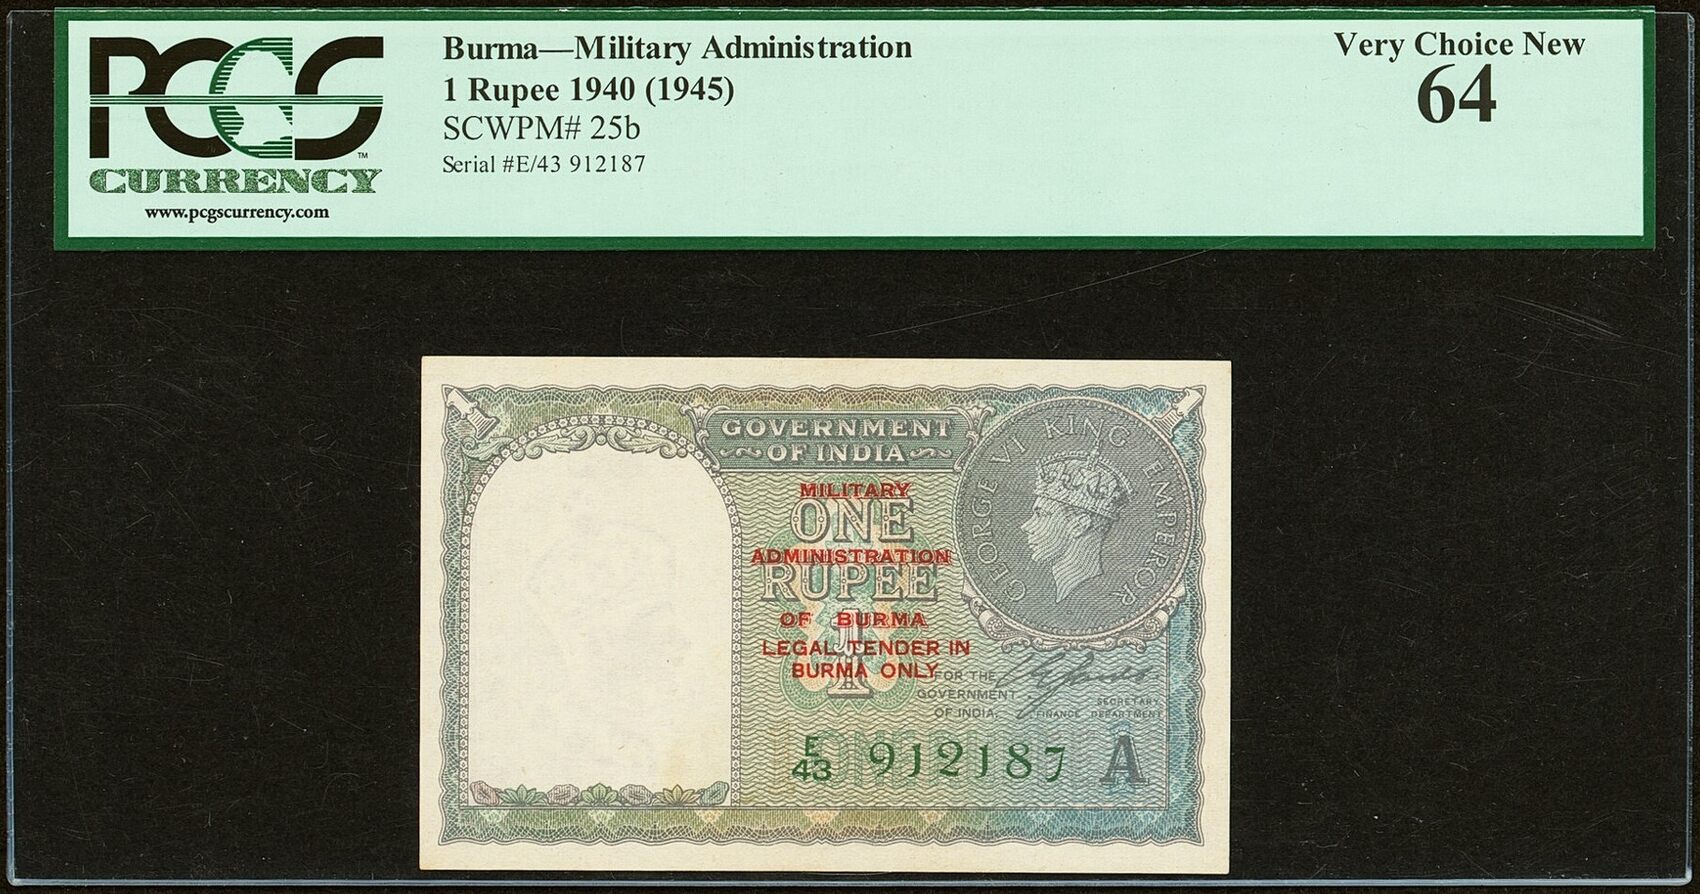 PCGS
TM
CURRENCY
www.pcgscurrency.com
Burma—Military Administration
1 Rupee 1940 (1945)
SCWPM# 25b
Serial #E/43 912187
Very Choice New
64
GOVERNMENT
OF INDIA
GEORGE VI KING EMPEROR
MILITARY
ONE
ADMINISTRATION
RUPEE
OF BURMA
1
LEGAL TENDER IN
BURMA ONLY
FOR THE
GOVERNMENT
OF INDIA.
SECRETARY
FINANCE DEPARTMENT
E/43 912187 A